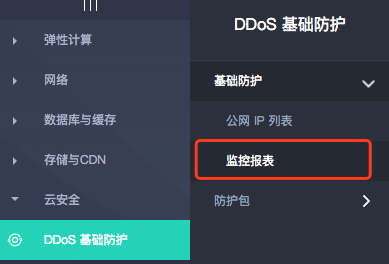 弹性计算
网络
数据库与缓存
存储与CDN
云安全
DDoS 基础防护
DDoS 基础防护
基础防护
公网 IP 列表
监控报表
防护包